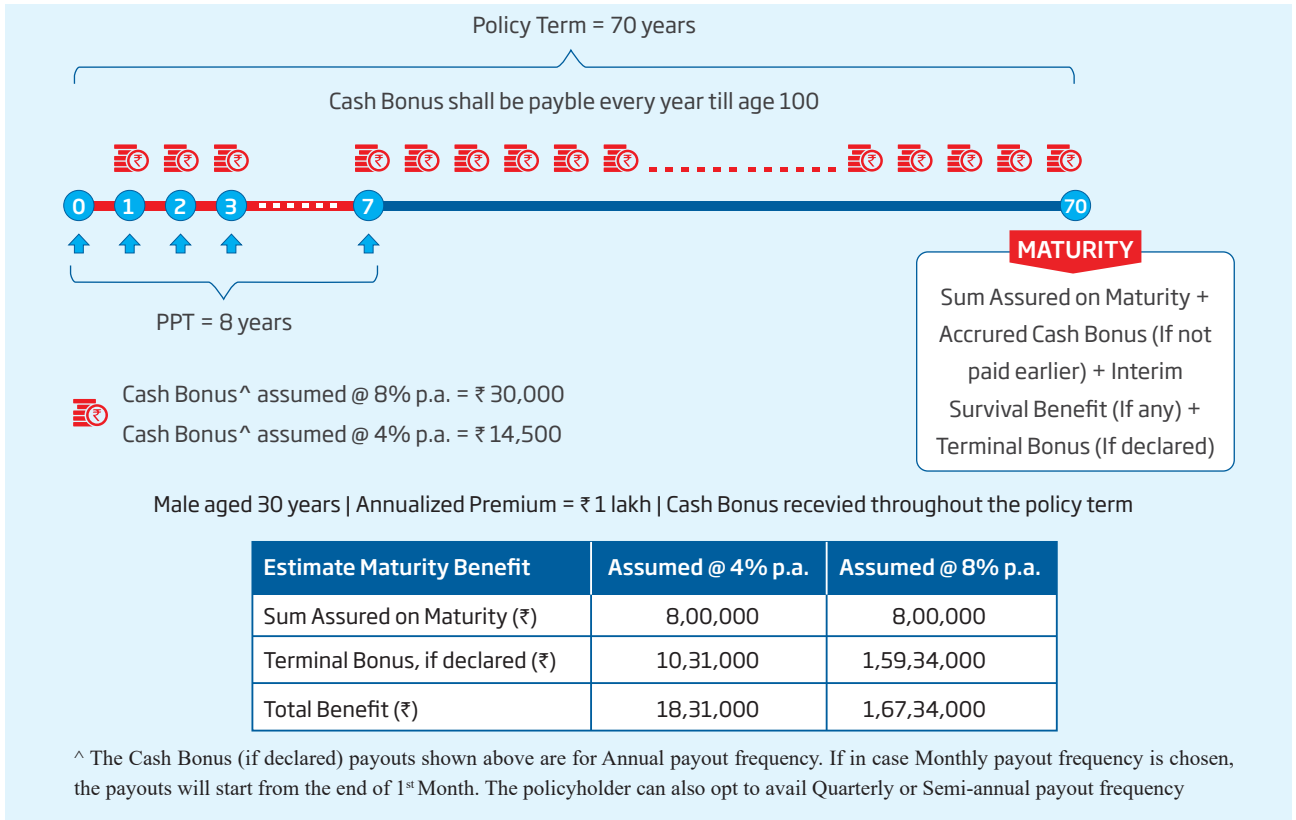 Policy Term = 70 years
Cash Bonus shall be payble every year till age 100
0 1 2 3 7 70
PPT = 8 years
MATURITY
Sum Assured on Maturity +
Accrured Cash Bonus (If not
paid earlier) + Interim
Survival Benefit (If any) +
Terminal Bonus (If declared)
Cash Bonus^ assumed @ 8% p.a. = ₹ 30,000
Cash Bonus^ assumed @ 4% p.a. = ₹ 14,500
Male aged 30 years | Annualized Premium = ₹ 1 lakh | Cash Bonus recevied throughout the policy term
Estimate Maturity Benefit Assumed @ 4% p.a. Assumed @ 8% p.a.
Sum Assured on Maturity (₹) 8,00,000 8,00,000
Terminal Bonus, if declared (₹) 10,31,000 1,59,34,000
Total Benefit (₹) 18,31,000 1,67,34,000
^ The Cash Bonus (if declared) payouts shown above are for Annual payout frequency. If in case Monthly payout frequency is chosen,
the payouts will start from the end of 1st Month. The policyholder can also opt to avail Quarterly or Semi-annual payout frequency